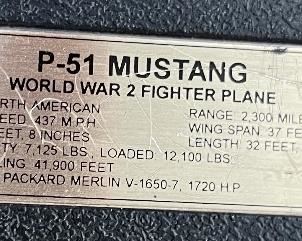 P-51 MUSTANG
WORLD WAR 2 FIGHTER PLANE
RTH AMERICAN
EED 437 M.P.H.
RANGE: 2,300 MILE
WING SPAN: 37 FE
EET, 8 INCHES
LENGTH: 32 FEET,
TY: 7,125 LBS., LOADED: 12,100 LBS
LING: 41,900 FEET
PACKARD MERLIN V-1650-7, 1720 H.P.